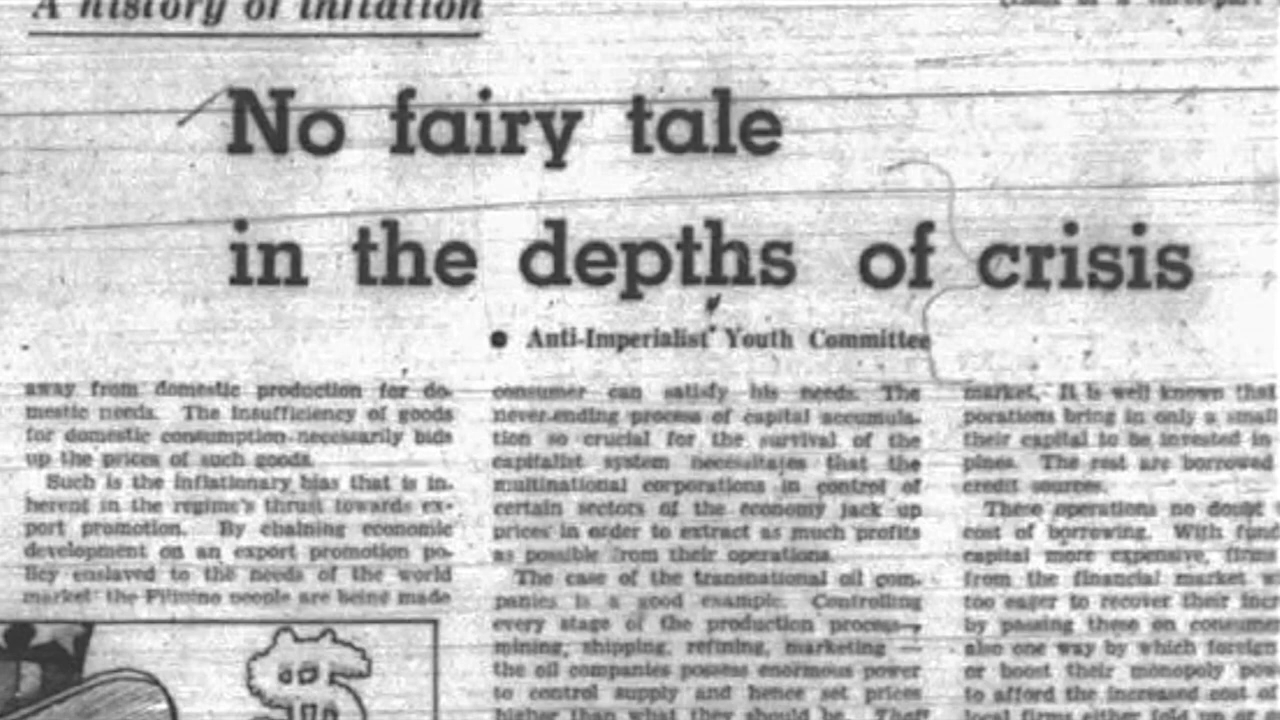 A history of inflation
No fairy tale
in the depths of crisis
• Anti-Imperialist Youth Committee
away from domestic production for do-
mestic needs. The insufficiency of goods
for domestic consumption necessarily bids
up the prices of such goods.
Such is the inflationary bias that is in-
herent in the regime's thrust towards ex-
port promotion. By chaining economic
development on an export promotion po-
licy enslaved to the needs of the world
market the Filipino people are being made
consumer can satisfy his needs. The
never-ending process of capital accumula-
tion so crucial for the survival of the
capitalist system necessitates that the
multinational corporations in control of
certain sectors of the economy jack up
prices in order to extract as much profits
as possible from their operations.
The case of the transnational oil com-
panies is a good example. Controlling
every stage of the production process—
mining, shipping, refining, marketing —
the oil companies possess enormous power
to control supply and hence set prices
higher than what they should be. Their
market. It is well known that
porations bring in only a small
their capital to be invested in
pines. The rest are borrowed
credit sources.
These operations no doubt
cost of borrowing. With fund
capital more expensive, firms
from the financial market
too eager to recover their incr
by passing these on consume
also one way by which foreign
or boost their monopoly pow
to afford the increased cost of
local firms either